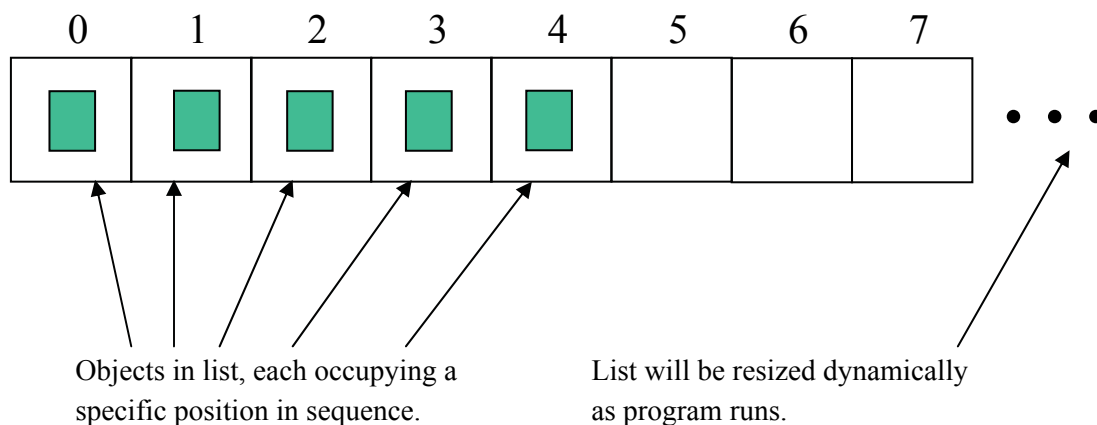 0 1 2 3 4 5 6 7
Objects in list, each occupying a
specific position in sequence.
List will be resized dynamically
as program runs.